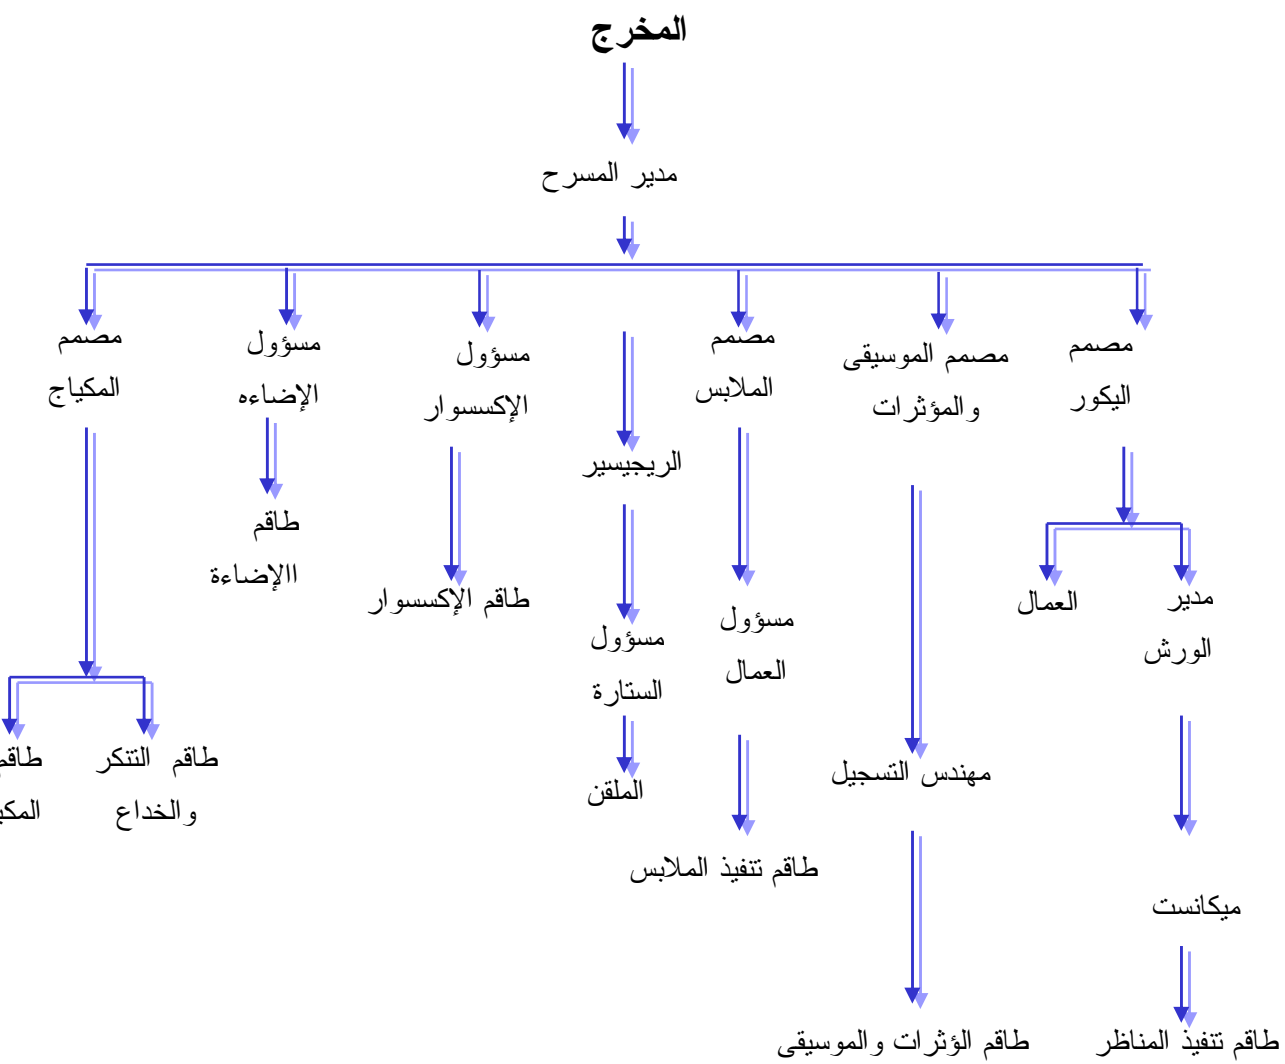 المخرج
مدير المسرح
مصمم
اليكور
مصمم الموسيقى
والمؤثرات
مصمم
الملابس
مسؤول
الإكسسوار
مسؤول
الإضاءه
مصمم
المكياج
الريجيسير
طاقم
االإضاءة
طاقم الإكسسوار
مدير
الورش
العمال
مسؤول
العمال
مسؤول
الستارة
الملقن
مهندس التسجيل
طاقم التنكر
والخداع
طاقم
طاقم تنفيذ الملابس
ميكانست
طاقم تنفيذ المناظر
طاقم الؤثرات والموسيقى